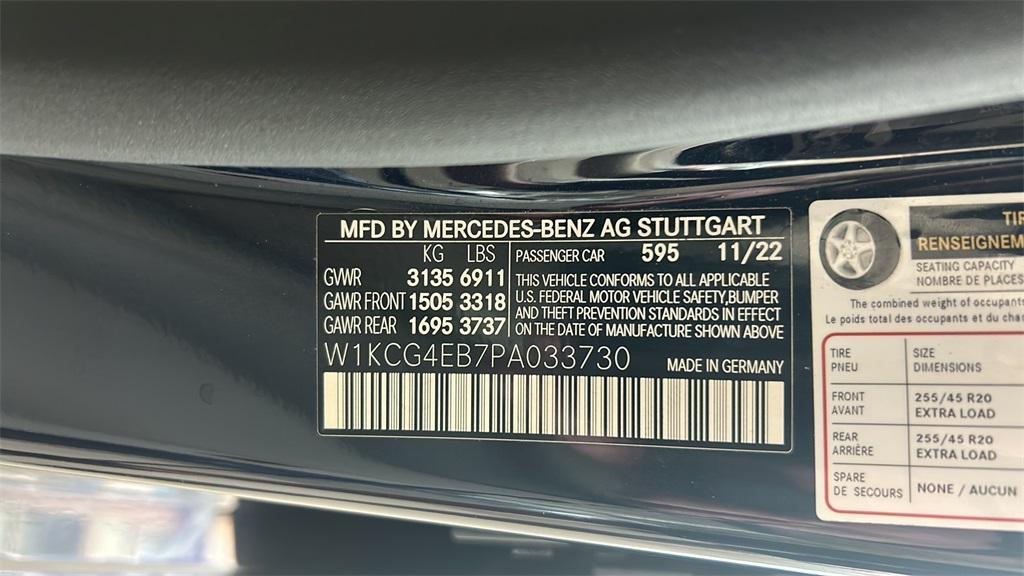 MFD BY MERCEDES-BENZ AG STUTTGART
KG LBS
GVWR 3135 6911
GAWR FRONT 1505 3318
GAWR REAR 1695 3737
PASSENGER CAR 595 11/22
THIS VEHICLE CONFORMS TO ALL APPLICABLE
U.S. FEDERAL MOTOR VEHICLE SAFETY,BUMPER
AND THEFT PREVENTION STANDARDS IN EFFECT
ON THE DATE OF MANUFACTURE SHOWN ABOVE
W1KCG4EB7PA033730
MADE IN GERMANY
TIR
RENSEIGNEM
SEATING CAPACITY
NOMBRE DE PLACES
The combined weight of occupants
Le poids total des occupants et du char
TIRE
PNEU
SIZE
DIMENSIONS
FRONT
AVANT
255/45 R20
EXTRA LOAD
REAR
ARRIÈRE
255/45 R20
EXTRA LOAD
SPARE
DE SECOURS
NONE / AUCUN